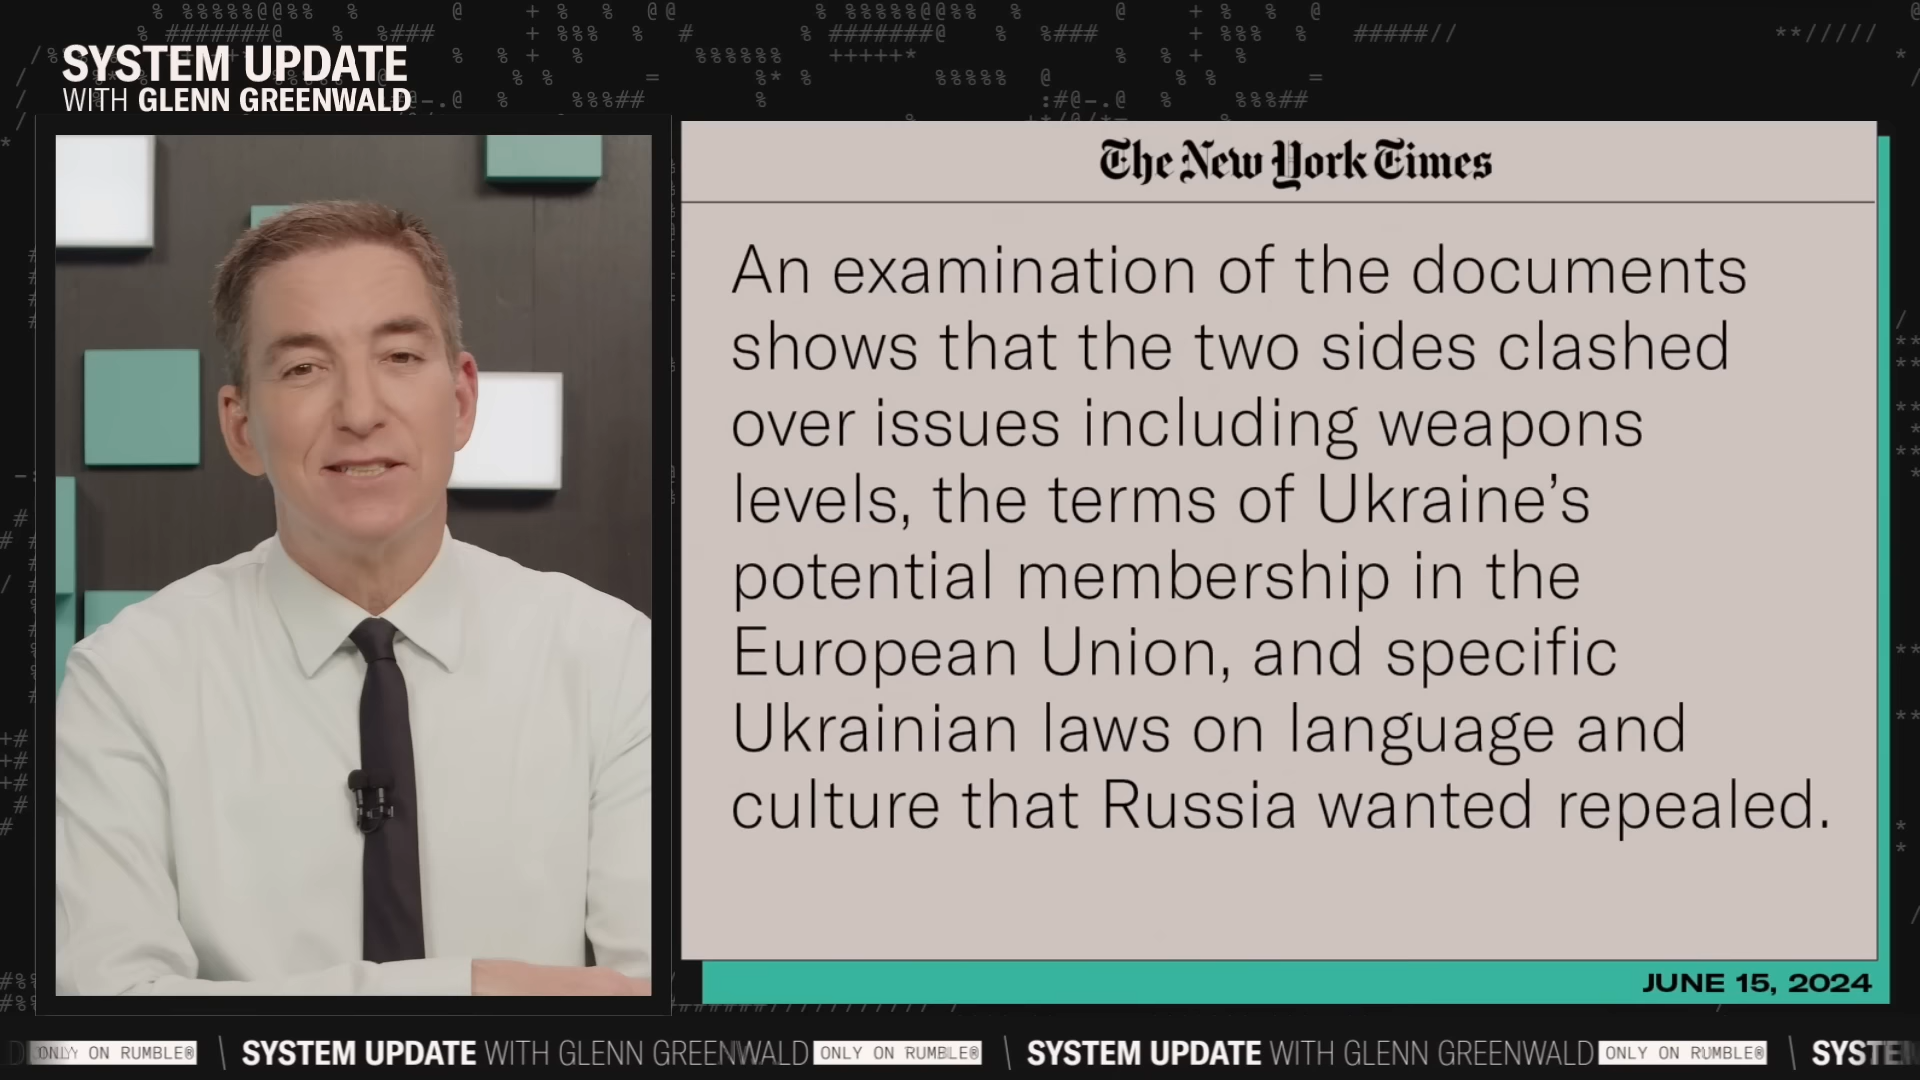 SYSTEM UPDATE
WITH GLENN GREENWALD
The New York Times
An examination of the documents
shows that the two sides clashed
over issues including weapons
levels, the terms of Ukraine’s
potential membership in the
European Union, and specific
Ukrainian laws on language and
culture that Russia wanted repealed.
JUNE 15, 2024
ONLY ON RUMBLE® \ SYSTEM UPDATE WITH GLENN GREENWALD ONLY ON RUMBLE® \ SYSTEM UPDATE WITH GLENN GREENWALD ONLY ON RUMBLE® \